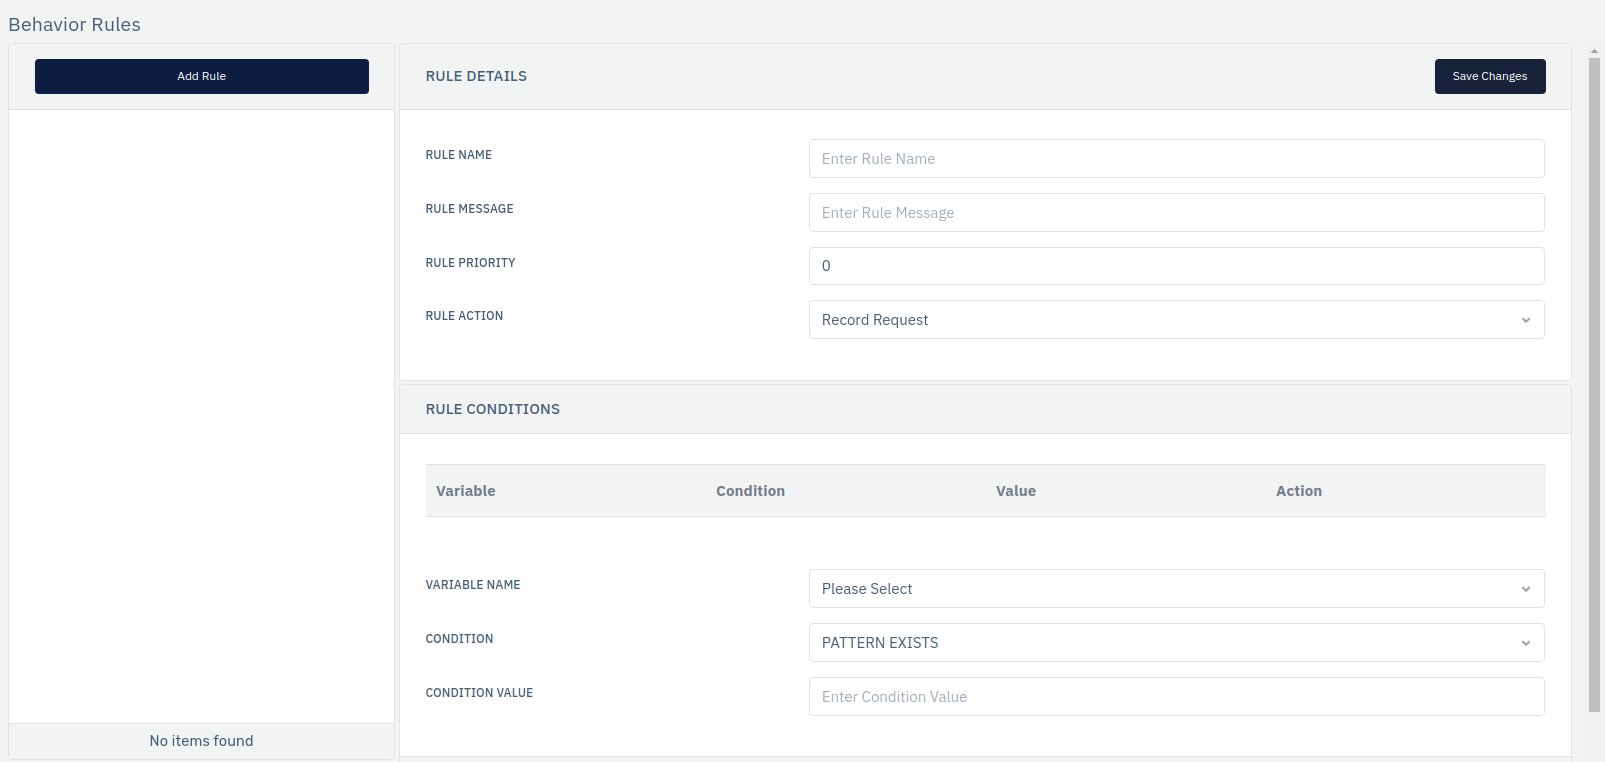 Behavior Rules
Add Rule
No items found
RULE DETAILS
Save Changes
RULE NAME
Enter Rule Name
RULE MESSAGE
Enter Rule Message
RULE PRIORITY
0
RULE ACTION
Record Request
RULE CONDITIONS
Variable Condition Value Action
VARIABLE NAME
Please Select
CONDITION
PATTERN EXISTS
CONDITION VALUE
Enter Condition Value